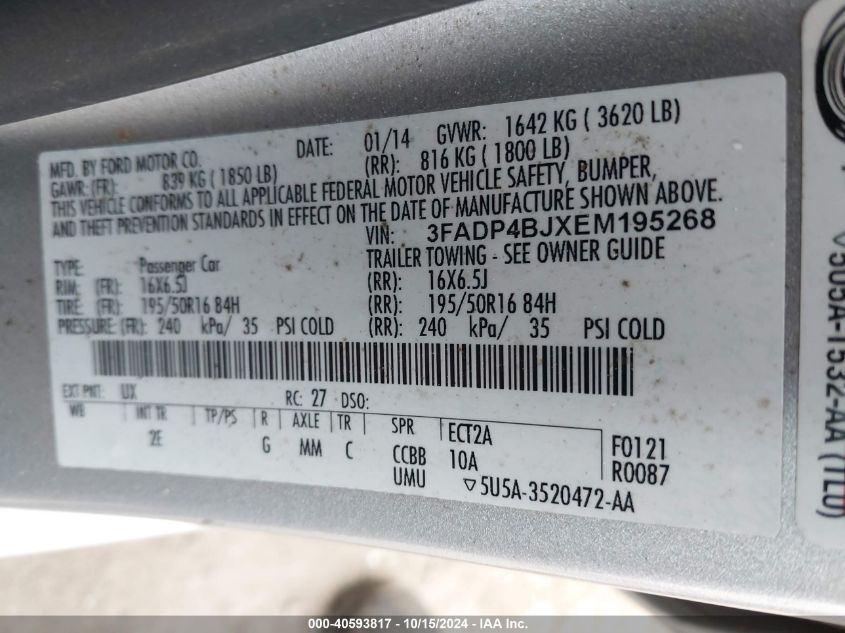 MFD. BY FORD MOTOR CO. DATE: 01/14 GVWR: 1642 KG ( 3620 LB)
GAWR: (FR): 839 KG ( 1850 LB) (RR): 816 KG ( 1800 LB)
THIS VEHICLE CONFORMS TO ALL APPLICABLE FEDERAL MOTOR VEHICLE SAFETY, BUMPER,
AND THEFT PREVENTION STANDARDS IN EFFECT ON THE DATE OF MANUFACTURE SHOWN ABOVE.
VIN: 3FADP4BJXEM195268
TYPE: Passenger Car TRAILER TOWING - SEE OWNER GUIDE
RIM: (FR): 16X6.5J (RR): 16X6.5J
TIRE: (FR): 195/50R16 84H (RR): 195/50R16 84H
PRESSURE: (FR): 240 kPa/ 35 PSI COLD (RR): 240 kPa/ 35 PSI COLD
EXT PNT: UX RC: 27 DSO:
WB INT TR TP/PS R AXLE TR SPR ECT2A F0121
2E G MM C CCBB 10A R0087
UMU ▽5U5A-3520472-AA
▽5U5A-1532-AA (TLU)
000-40593817 - 10/15/2024 - IAA Inc.